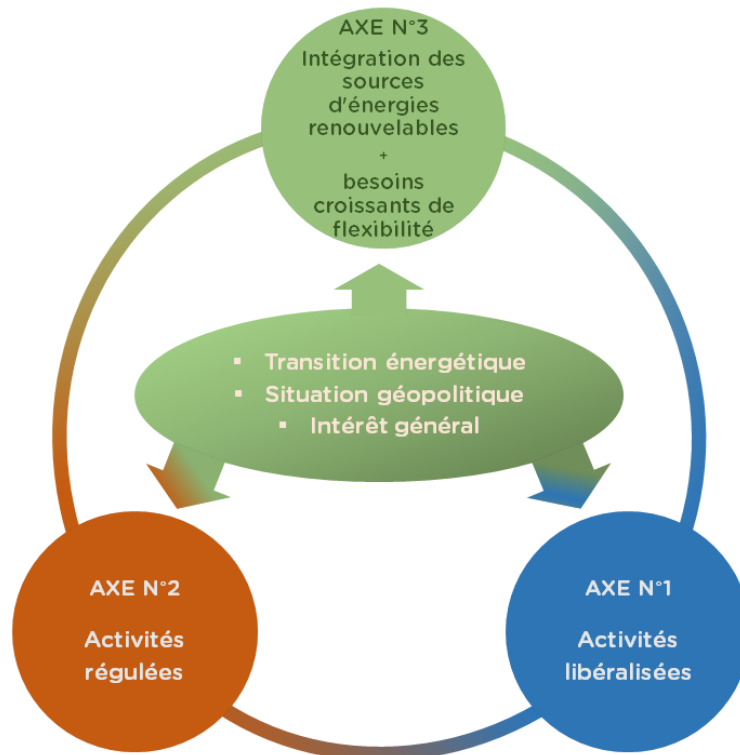 AXE N°3
Intégration des
sources
d'énergies
renouvelables
+
besoins
croissants de
flexibilité
▪ Transition énergétique
▪ Situation géopolitique
▪ Intérêt général
AXE N°2
Activités
régulées
AXE N°1
Activités
libéralisées